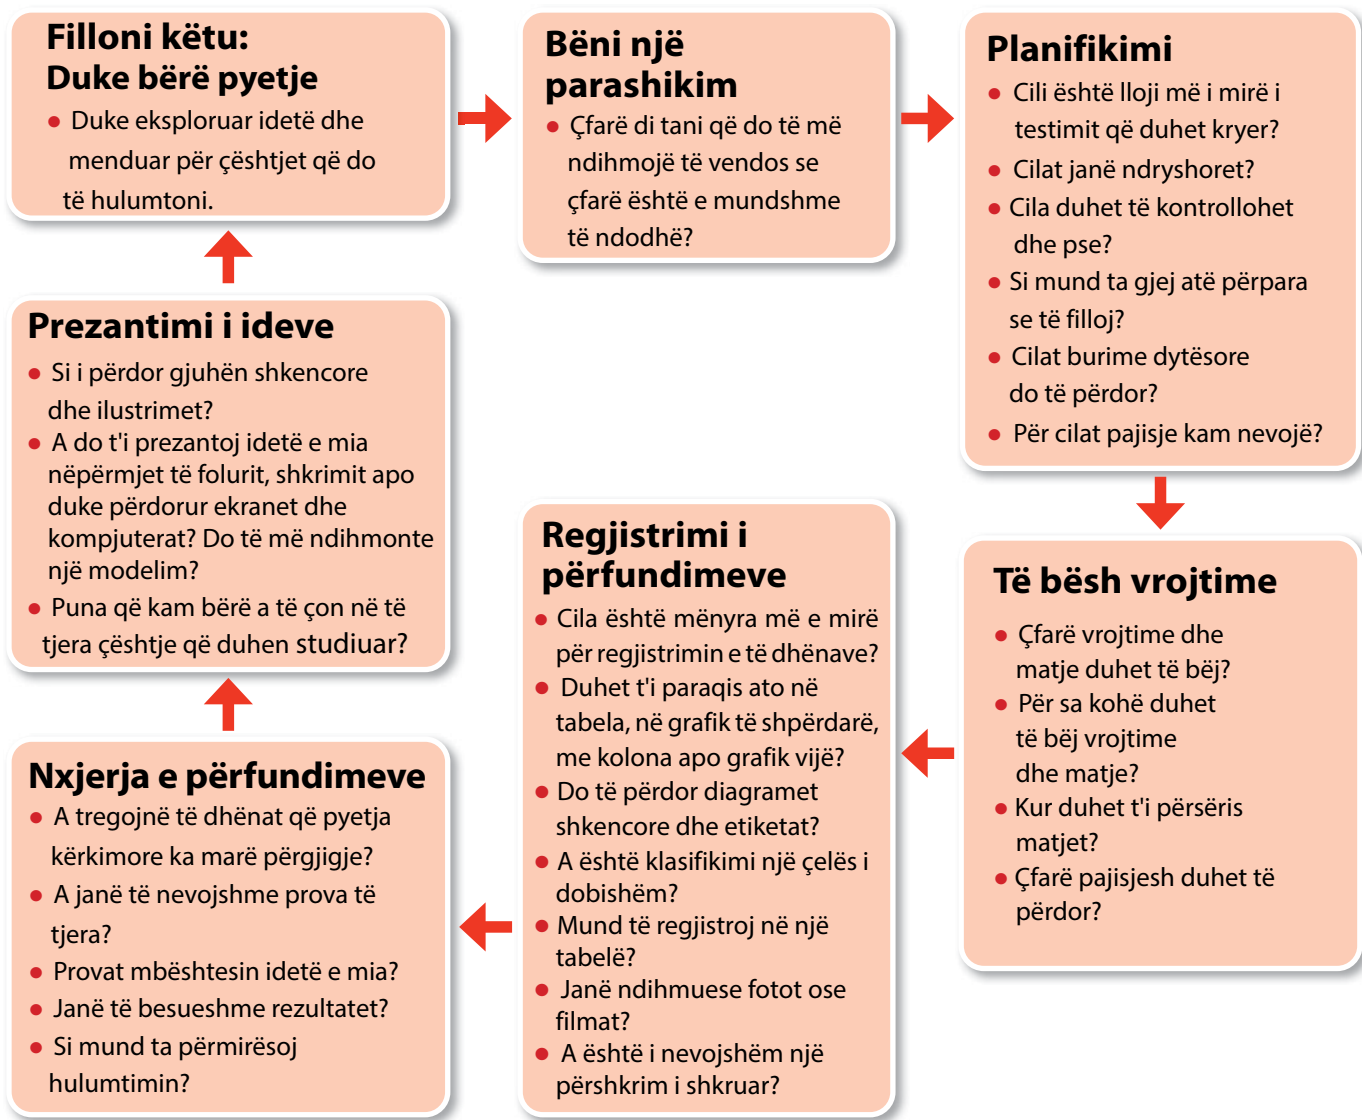 Filloni këtu:
Duke bërë pyetje
• Duke eksploruar idetë dhe
menduar për çështjet që do
të hulumtoni.
Bëni një
parashikim
• Çfarë di tani që do të më
ndihmojë të vendos se
çfarë është e mundshme
të ndodhë?
Planifikimi
• Cili është lloji më i mirë i
testimit që duhet kryer?
• Cilat janë ndryshoret?
• Cila duhet të kontrollohet
dhe pse?
• Si mund ta gjej atë përpara
se të filloj?
• Cilat burime dytësore
do të përdor?
• Për cilat pajisje kam nevojë?
Të bësh vrojtime
• Çfarë vrojtime dhe
matje duhet të bëj?
• Për sa kohë duhet
të bëj vrojtime
dhe matje?
• Kur duhet t'i përsëris
matjet?
• Çfarë pajisjesh duhet të
përdor?
Regjistrimi i
përfundimeve
• Cila është mënyra më e mirë
për regjistrimin e të dhënave?
• Duhet t'i paraqis ato në
tabela, në grafik të shpërdarë,
me kolona apo grafik vijë?
• Do të përdor diagramet
shkencore dhe etiketat?
• A është klasifikimi një çelës i
dobishëm?
• Mund të regjistroj në një
tabelë?
• Janë ndihmuese fotot ose
filmat?
• A është i nevojshëm një
përshkrim i shkruar?
Nxjerja e përfundimeve
• A tregojnë të dhënat që pyetja
kërkimore ka marë përgjigje?
• A janë të nevojshme prova të
tjera?
• Provat mbështesin idetë e mia?
• Janë të besueshme rezultatet?
• Si mund ta përmirësoj
hulumtimin?
Prezantimi i ideve
• Si i përdor gjuhën shkencore
dhe ilustrimet?
• A do t'i prezantoj idetë e mia
nëpërmjet të folurit, shkrimit apo
duke përdorur ekranet dhe
kompjuterat? Do të më ndihmonte
një modelim?
• Puna që kam bërë a të çon në të
tjera çështje që duhen studiuar?